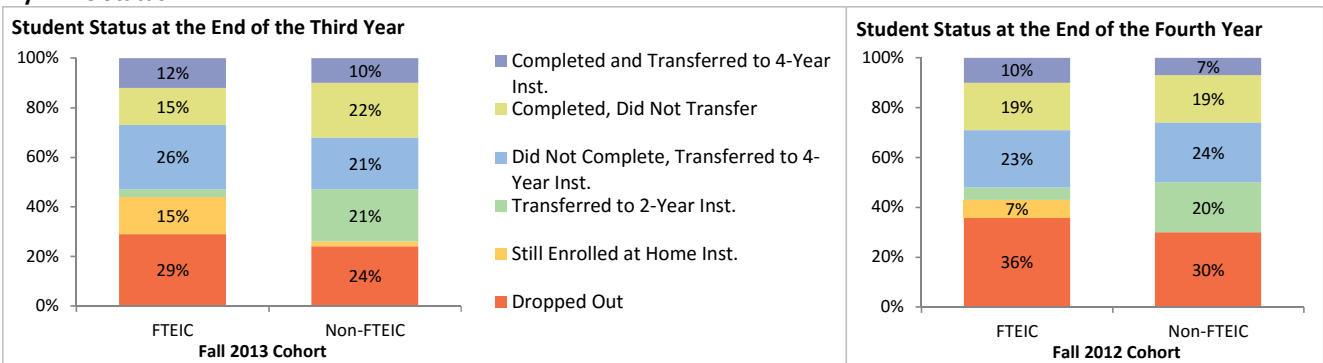 Student Status at the End of the Third Year
100%
80%
60%
40%
20%
0%
12%
15%
26%
15%
29%
10%
22%
21%
21%
24%
FTEIC
Non-FTEIC
Fall 2013 Cohort
Completed and Transferred to 4-Year
Inst.
Completed, Did Not Transfer
Did Not Complete, Transferred to 4-
Year Inst.
Transferred to 2-Year Inst.
Still Enrolled at Home Inst.
Dropped Out
Student Status at the End of the Fourth Year
100%
80%
60%
40%
20%
0%
10%
19%
23%
7%
36%
7%
19%
24%
20%
30%
FTEIC
Non-FTEIC
Fall 2012 Cohort